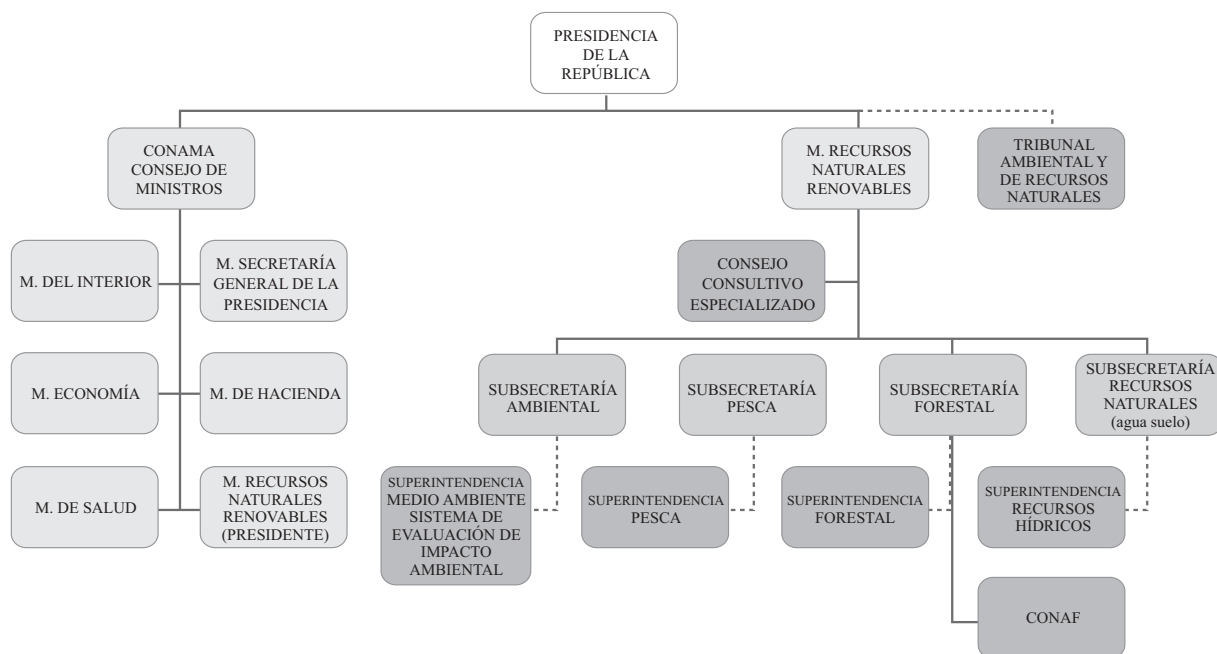 PRESIDENCIA
DE LA
REPÚBLICA
CONAMA
CONSEJO DE
MINISTROS
M. RECURSOS
NATURALES
RENOVABLES
TRIBUNAL
AMBIENTAL Y
DE RECURSOS
NATURALES
M. DEL INTERIOR
M. SECRETARÍA
GENERAL DE LA
PRESIDENCIA
CONSEJO
CONSULTIVO
ESPECIALIZADO
M. ECONOMÍA
M. DE HACIENDA
SUBSECRETARÍA
AMBIENTAL
SUBSECRETARÍA
PESCA
SUBSECRETARÍA
FORESTAL
SUBSECRETARÍA
RECURSOS
NATURALES
(agua suelo)
M. DE SALUD
M. RECURSOS
NATURALES
RENOVABLES
(PRESIDENTE)
SUPERINTENDENCIA
MEDIO AMBIENTE
SISTEMA DE
EVALUACIÓN DE
IMPACTO
AMBIENTAL
SUPERINTENDENCIA
PESCA
SUPERINTENDENCIA
FORESTAL
SUPERINTENDENCIA
RECURSOS
HÍDRICOS
CONAF